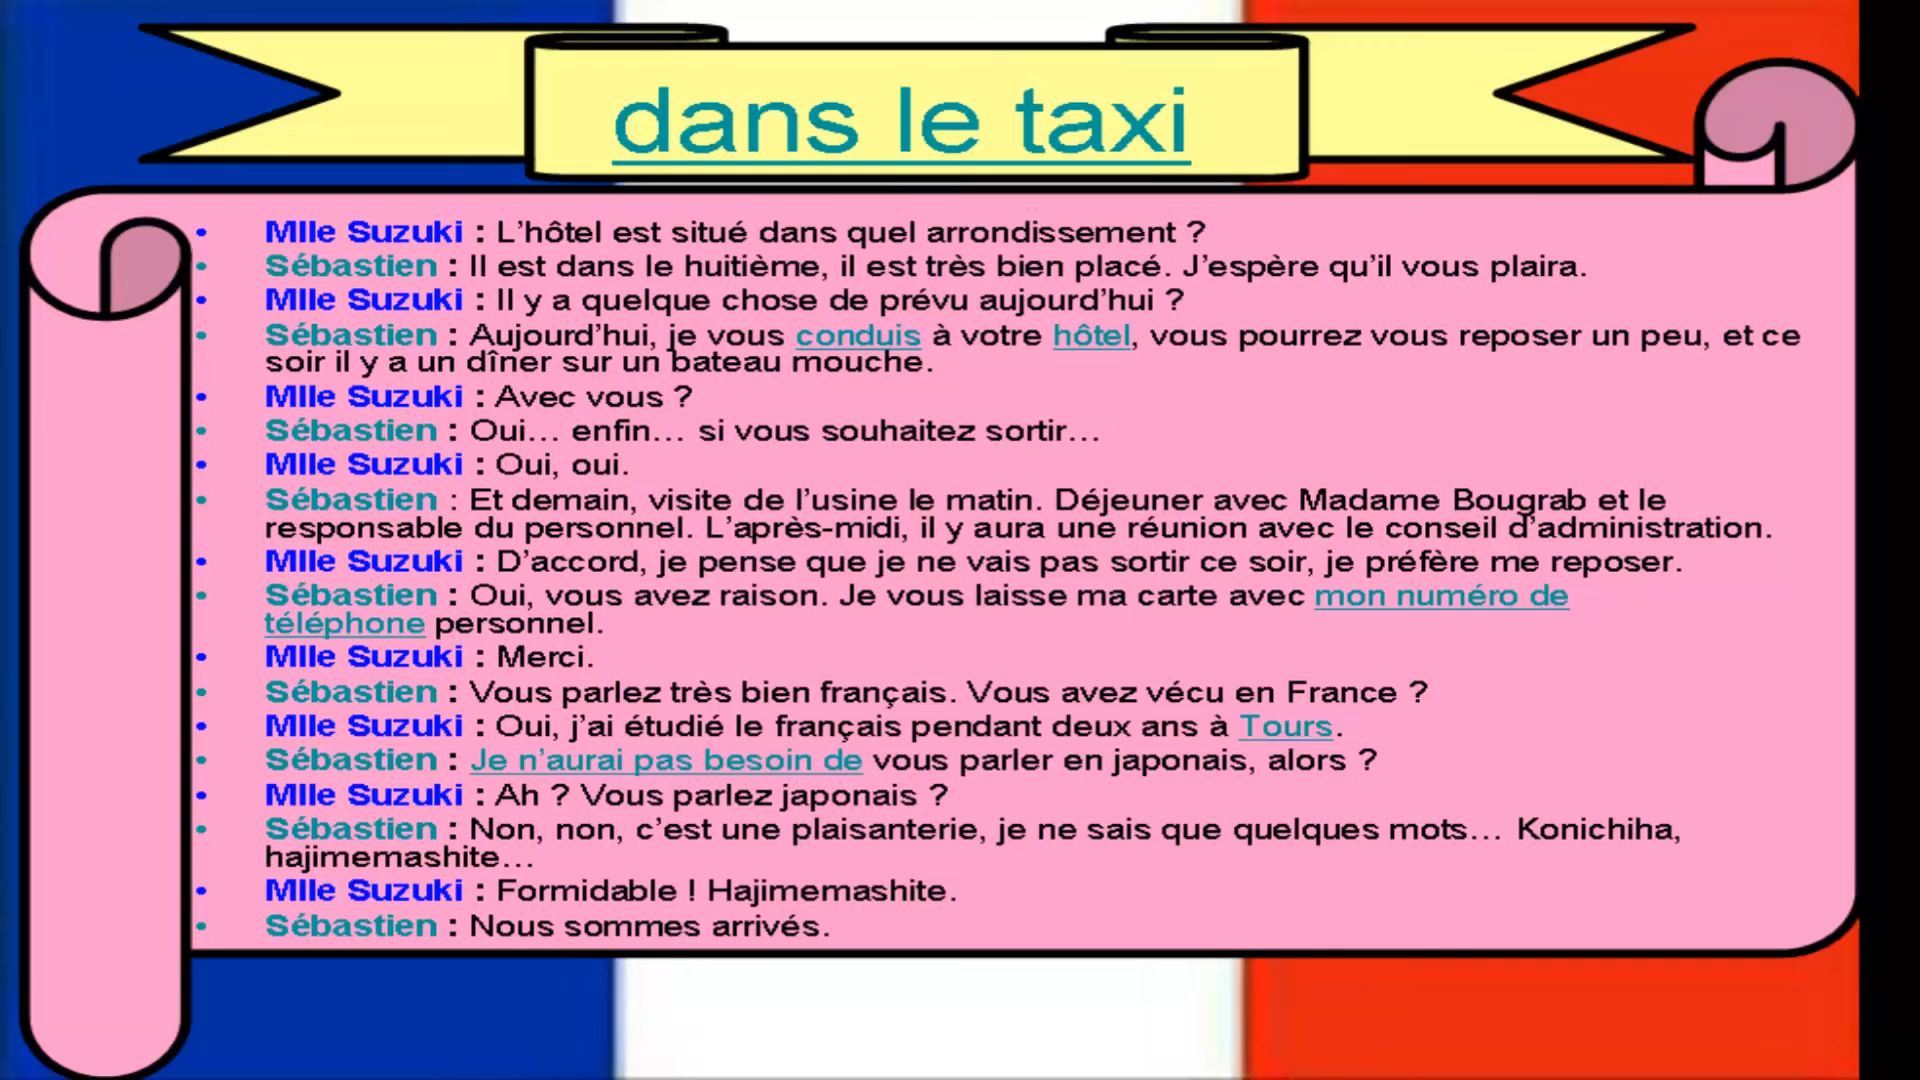 dans le taxi
• Mlle Suzuki : L’hôtel est situé dans quel arrondissement ?
• Sébastien : Il est dans le huitième, il est très bien placé. J’espère qu’il vous plaira.
• Mlle Suzuki : Il y a quelque chose de prévu aujourd’hui ?
• Sébastien : Aujourd’hui, je vous conduis à votre hôtel, vous pourrez vous reposer un peu, et ce
soir il y a un dîner sur un bateau mouche.
• Mlle Suzuki : Avec vous ?
• Sébastien : Oui… enfin… si vous souhaitez sortir…
• Mlle Suzuki : Oui, oui.
• Sébastien : Et demain, visite de l’usine le matin. Déjeuner avec Madame Bougrab et le
responsable du personnel. L’après-midi, il y aura une réunion avec le conseil d’administration.
• Mlle Suzuki : D’accord, je pense que je ne vais pas sortir ce soir, je préfère me reposer.
• Sébastien : Oui, vous avez raison. Je vous laisse ma carte avec mon numéro de
téléphone personnel.
• Mlle Suzuki : Merci.
• Sébastien : Vous parlez très bien français. Vous avez vécu en France ?
• Mlle Suzuki : Oui, j’ai étudié le français pendant deux ans à Tours.
• Sébastien : Je n’aurai pas besoin de vous parler en japonais, alors ?
• Mlle Suzuki : Ah ? Vous parlez japonais ?
• Sébastien : Non, non, c’est une plaisanterie, je ne sais que quelques mots… Konichiha,
hajimemashite…
• Mlle Suzuki : Formidable ! Hajimemashite.
• Sébastien : Nous sommes arrivés.